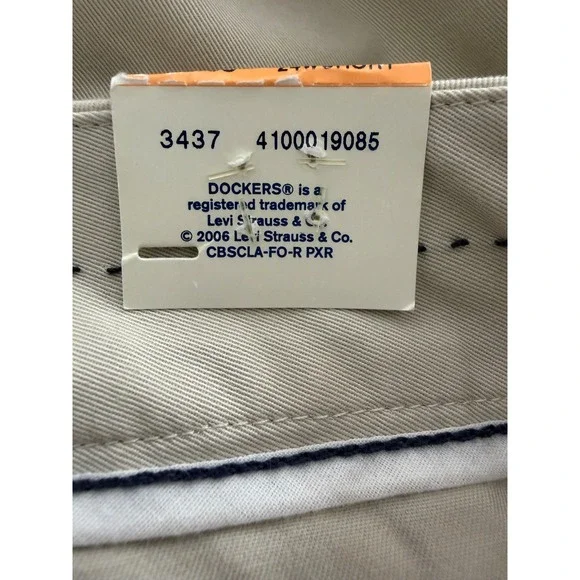 3437 4100019085
DOCKERS® is a
registered trademark of
Levi Strauss & Co.
© 2006 Levi Strauss & Co.
CBSCLA-FO-R PXR